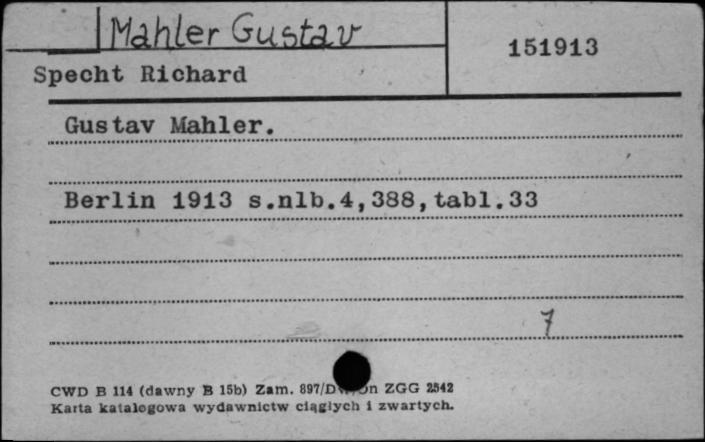 Mahler Gustav
151913
Specht Richard
Gustav Mahler.
Berlin 1913 s.nlb.4,388,tabl.33
7
CWD B 114 (dawny B 15b) Zam. 897/D n ZGG 2542
Karta katalogowa wydawnictw ciągłych i zwartych.